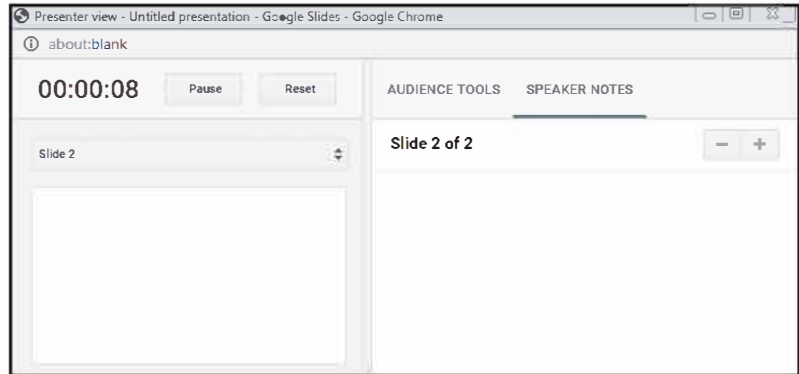 Presenter view - Untitled presentation - Google Slides - Google Chrome
about:blank
00:00:08 Pause Reset
AUDIENCE TOOLS SPEAKER NOTES
Slide 2
Slide 2 of 2